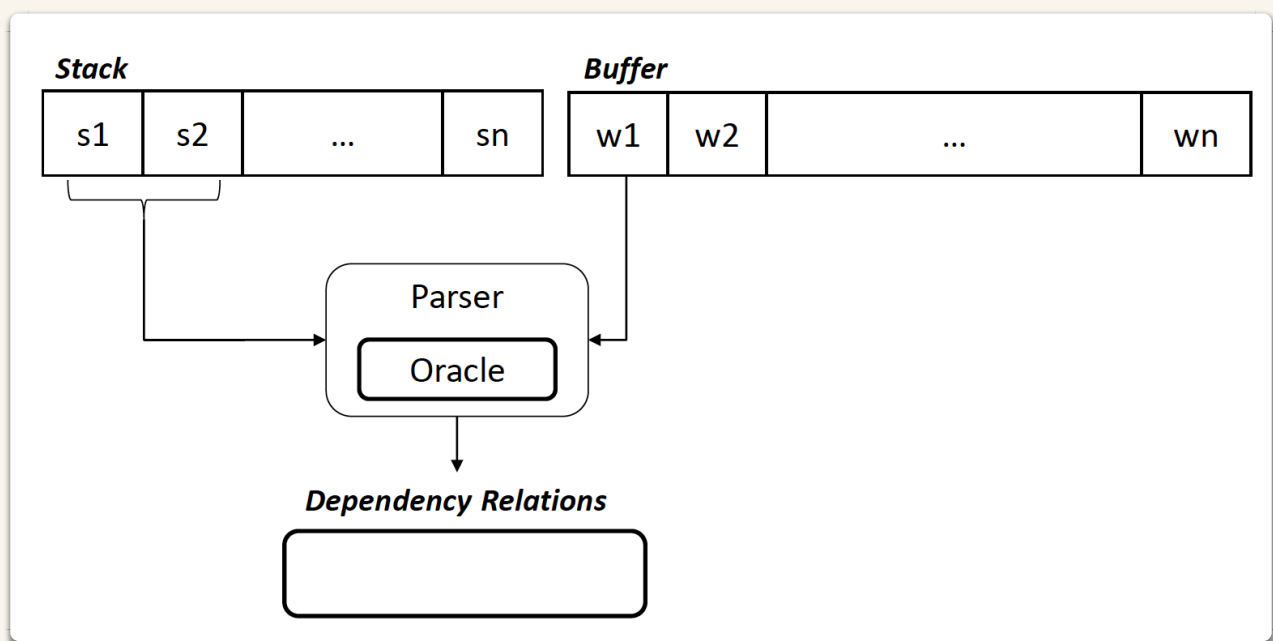 Stack Buffer
s1 s2 ... sn w1 w2 ... wn
Parser
Oracle
Dependency Relations